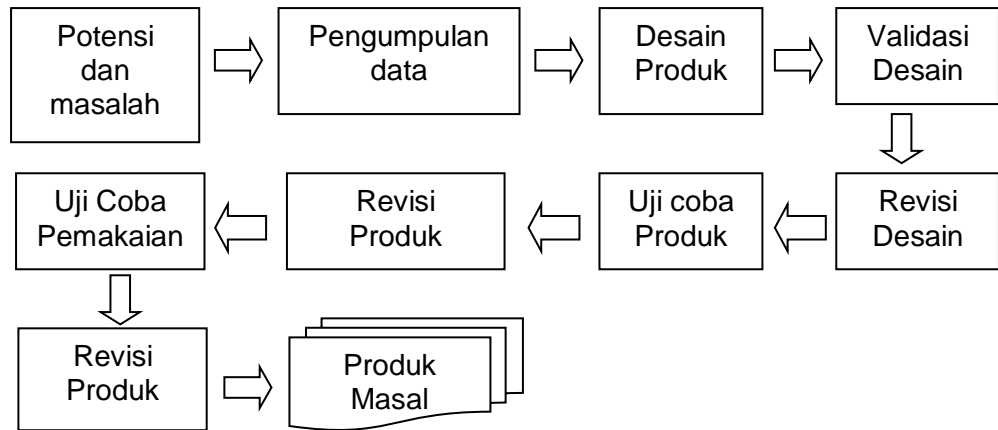 Potensi
dan
masalah
Pengumpulan
data
Desain
Produk
Validasi
Desain
Revisi
Desain
Uji coba
Produk
Revisi
Produk
Uji Coba
Pemakaian
Revisi
Produk
Produk
Masal